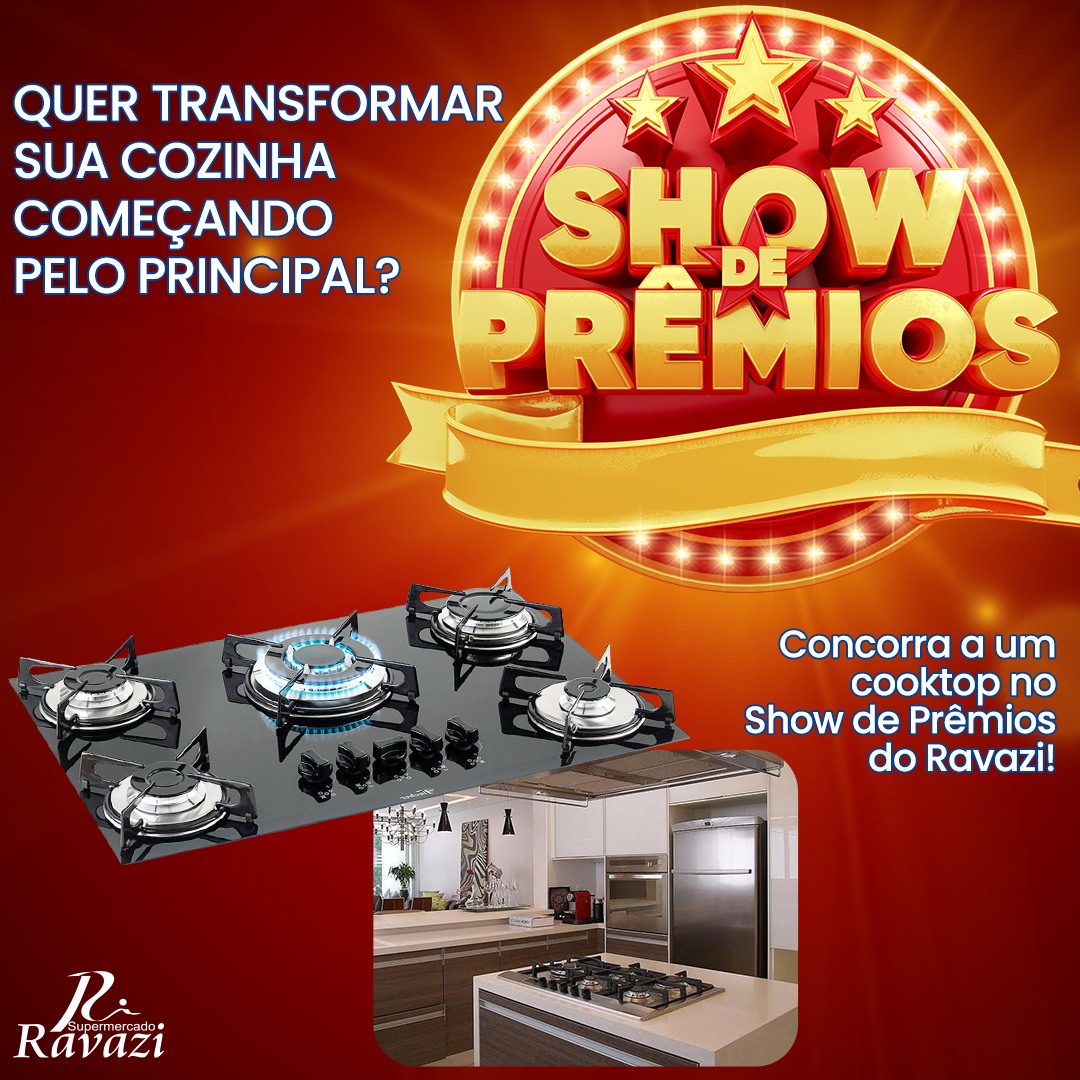 QUER TRANSFORMAR
SUA COZINHA
COMEÇANDO
PELO PRINCIPAL?
SHOW
DE
PRÊMIOS
Concorra a um
cooktop no
Show de Prêmios
do Ravazi!
Fischer
R
Supermercado
Ravazi